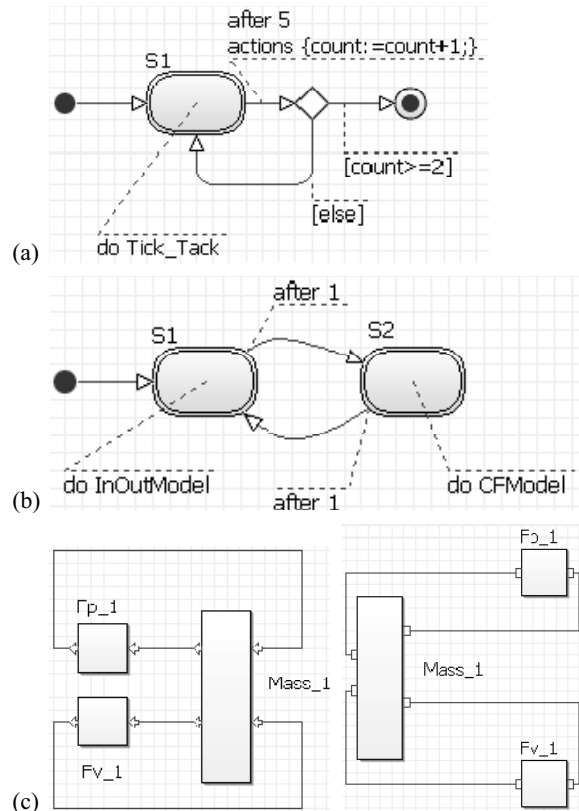 after 5
actions {count:=count+1;}
S1
[count>=2]
[else]
do Tick_Tack
(a)
after 1
S1
S2
do InOutModel
after 1
do CFModel
(b)
Fp_1
Fp_1
Mass_1
Mass_1
Fv_1
Fv_1
(c)